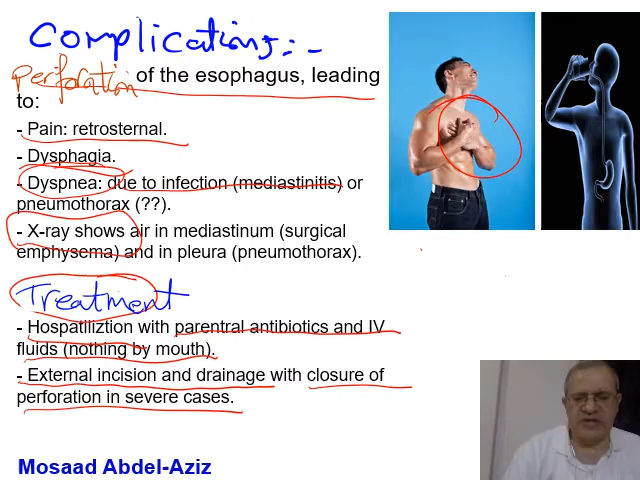 Complications:-
Perforation of the esophagus, leading
to:
- Pain: retrosternal.
- Dysphagia.
- Dyspnea: due to infection (mediastinitis) or
pneumothorax (??).
- X-ray shows air in mediastinum (surgical
emphysema) and in pleura (pneumothorax).
Treatment
- Hospatiliztion with parentral antibiotics and IV
fluids (nothing by mouth).
- External incision and drainage with closure of
perforation in severe cases.
Mosaad Abdel-Aziz